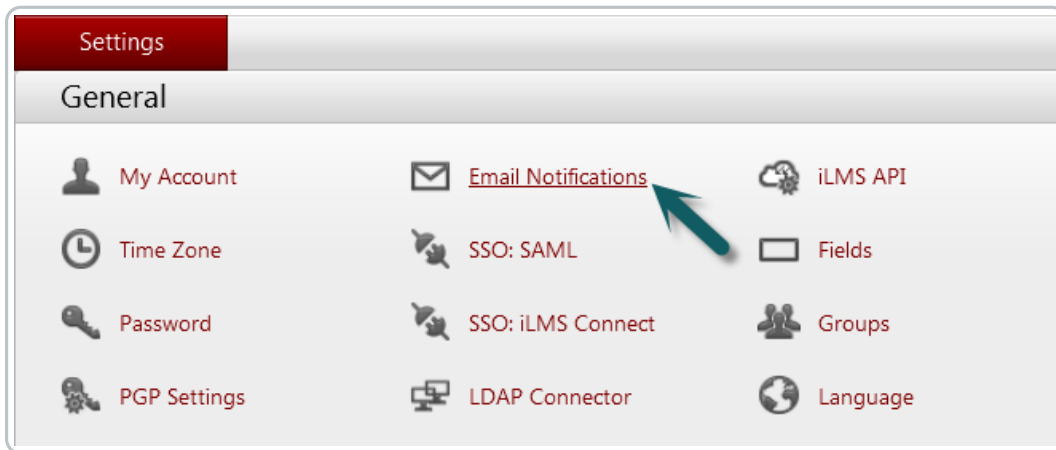 Settings
General
My Account
Email Notifications
iLMS API
Time Zone
SSO: SAML
Fields
Password
SSO: iLMS Connect
Groups
PGP Settings
LDAP Connector
Language